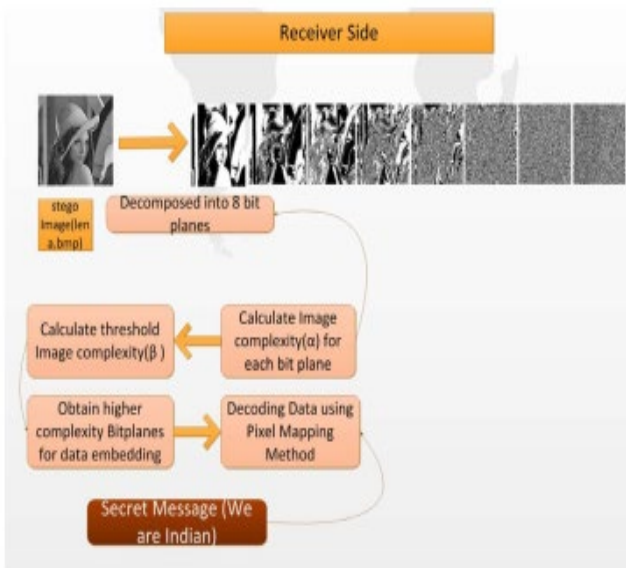 Receiver Side
stego
Image(len
a.bmp)
Decomposed into 8 bit
planes
Calculate threshold
Image complexity(β )
Calculate Image
complexity(α) for
each bit plane
Obtain higher
complexity Bitplanes
for data embedding
Decoding Data using
Pixel Mapping
Method
Secret Message (We
are Indian)